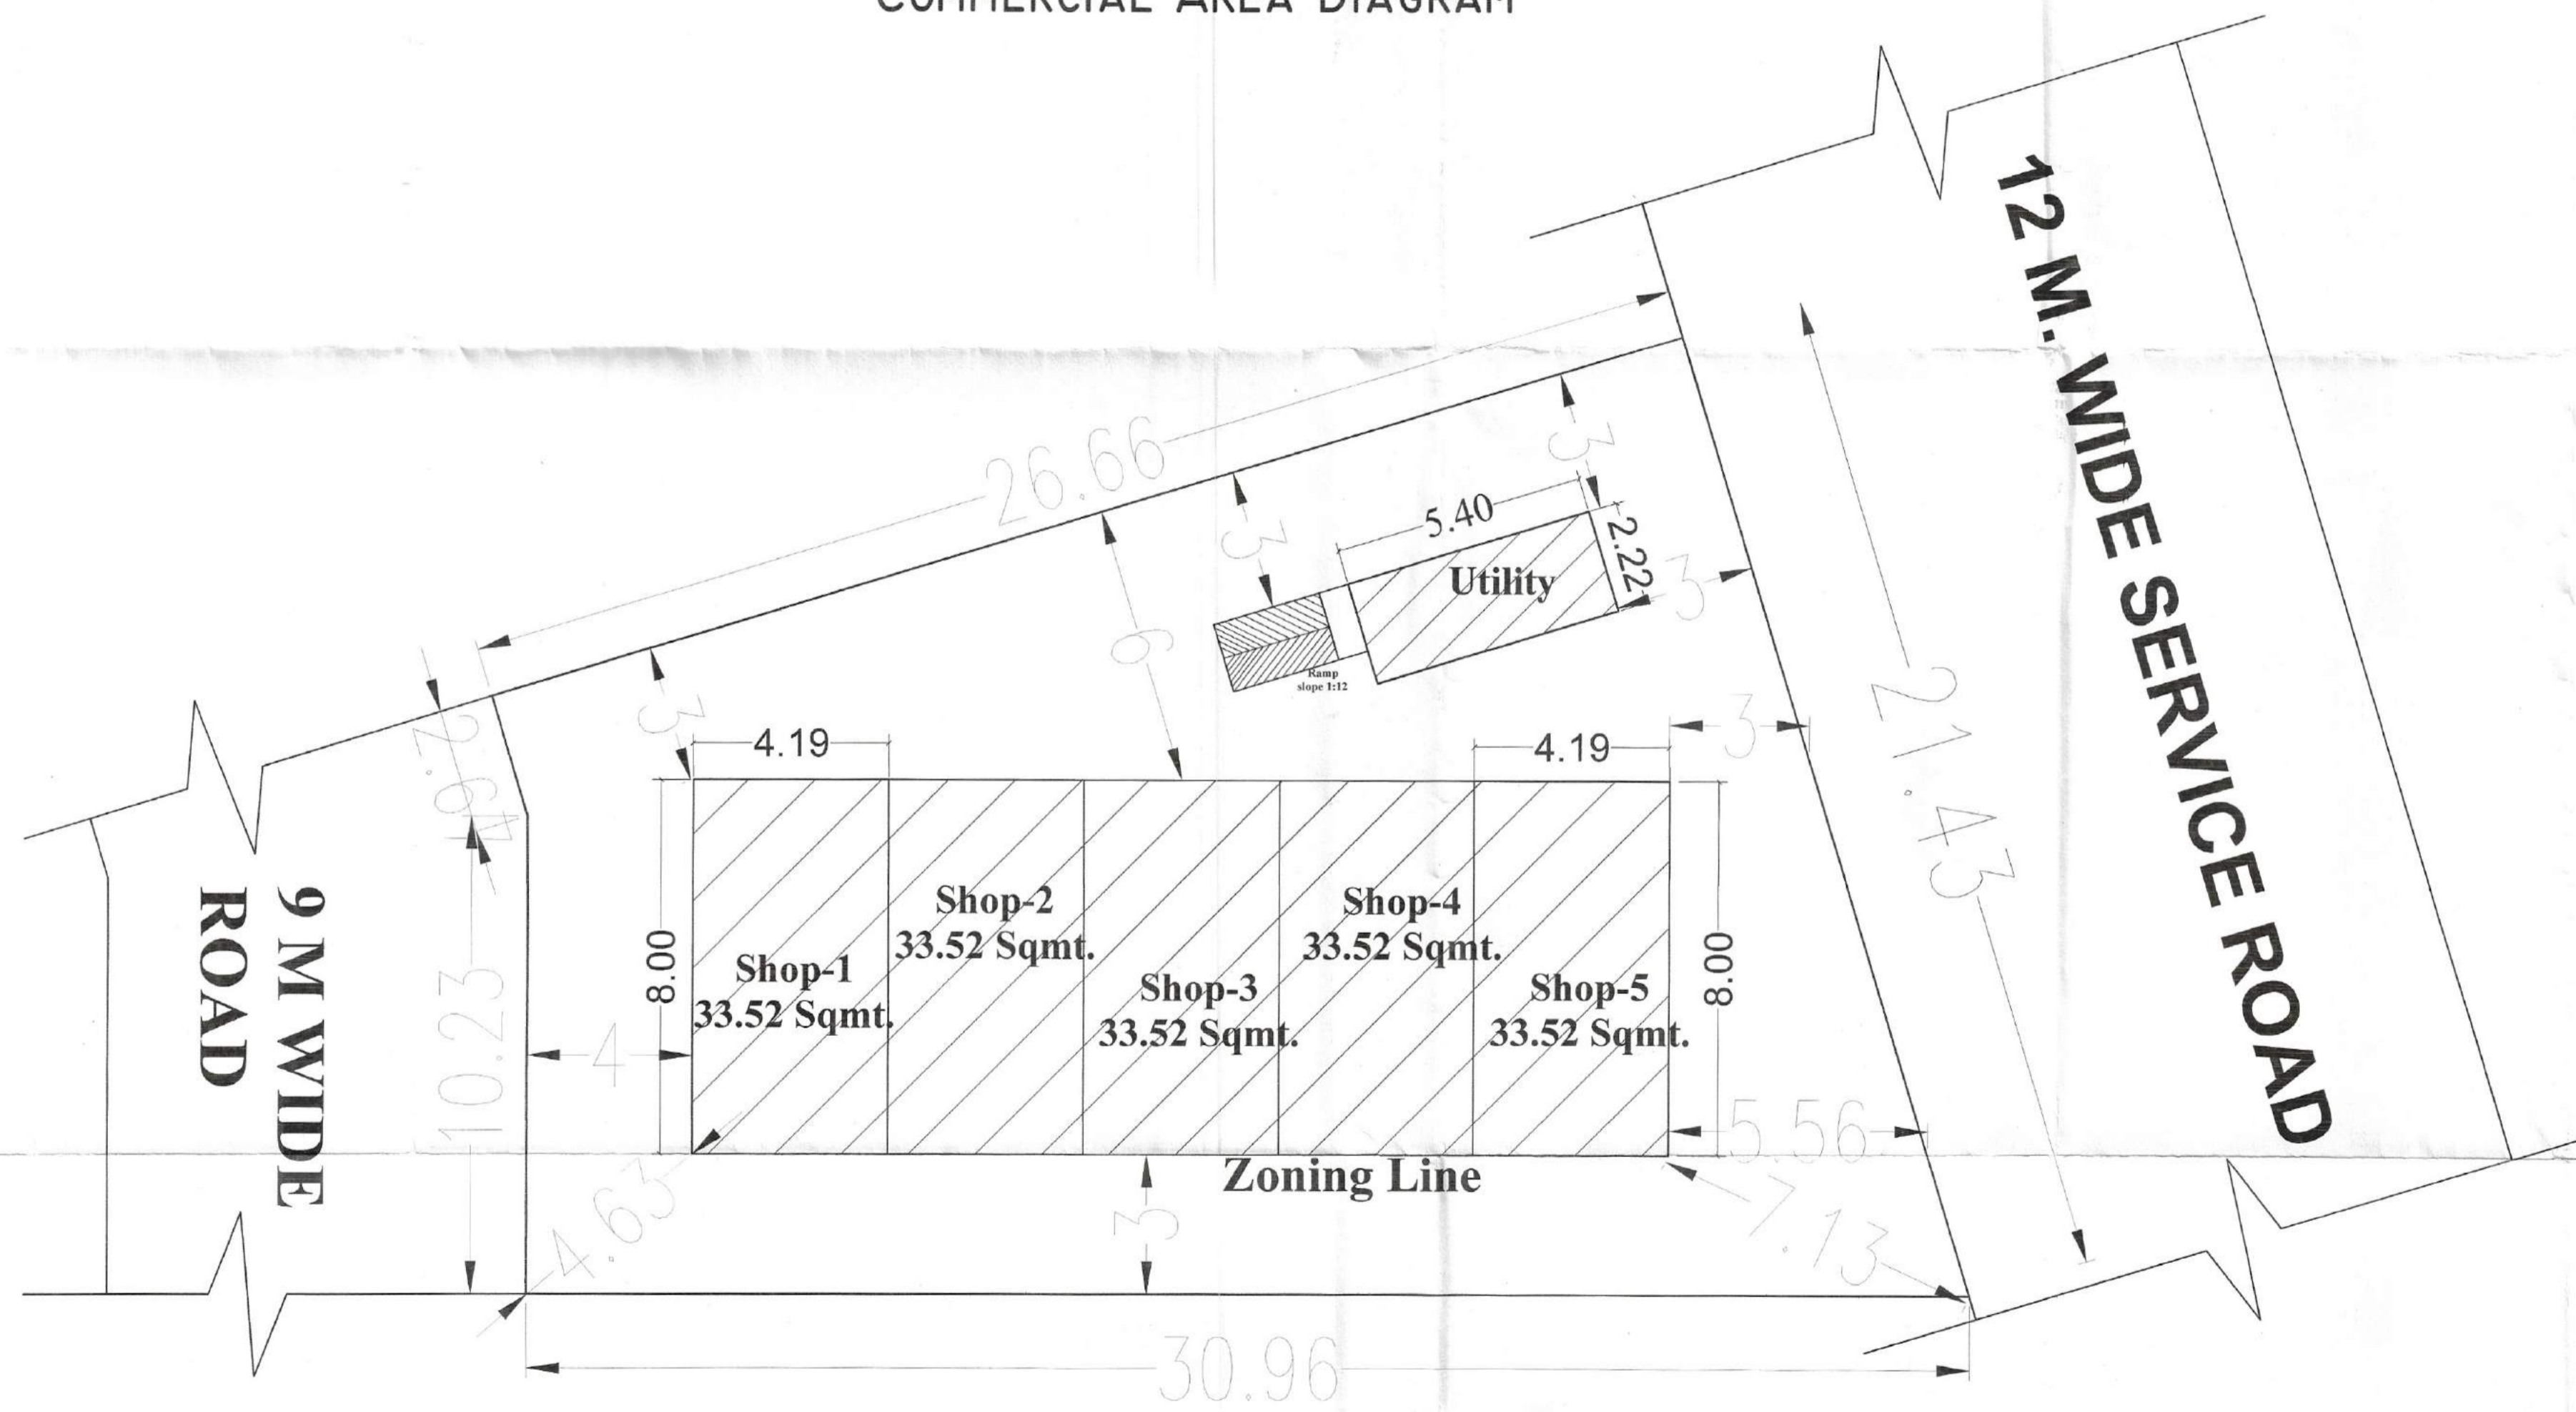 COMMERCIAL AREA DIAGRAM
12 M. WIDE SERVICE ROAD
26.66
3
3
5.40
2.22
Utility
3
6
Ramp
slope 1:12
3
2.64
21.43
3
4.19
4.19
9 M WIDE
ROAD
10.23
4
8.00
Shop-1
33.52 Sqmt.
Shop-2
33.52 Sqmt.
Shop-3
33.52 Sqmt.
Shop-4
33.52 Sqmt.
Shop-5
33.52 Sqmt.
8.00
5.56
Zoning Line
4.63
3
7.13
30.96